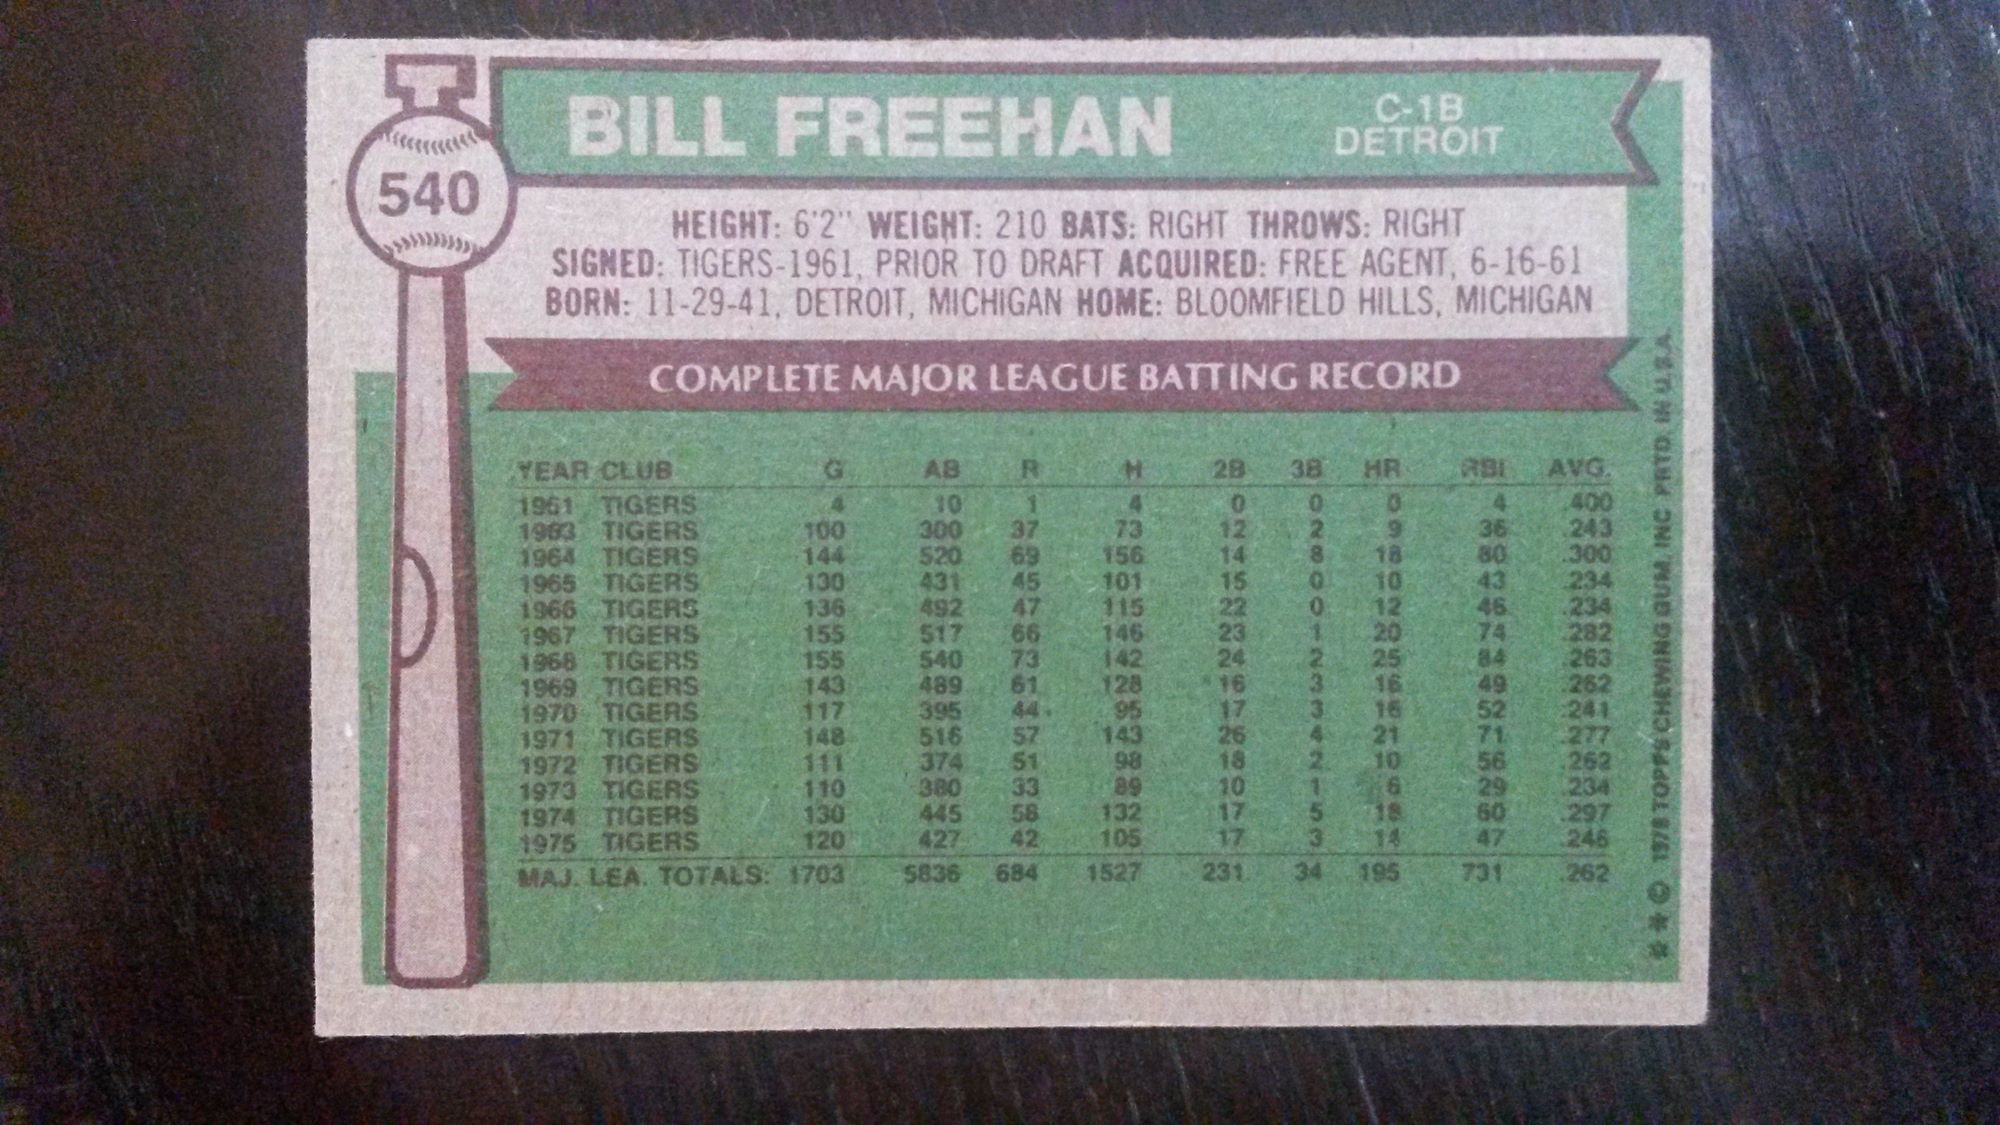 540
BILL FREEHAN
C-1B
DETROIT
HEIGHT: 6'2" WEIGHT: 210 BATS: RIGHT THROWS: RIGHT
SIGNED: TIGERS-1961, PRIOR TO DRAFT ACQUIRED: FREE AGENT, 6-16-61
BORN: 11-29-41, DETROIT, MICHIGAN HOME: BLOOMFIELD HILLS, MICHIGAN
COMPLETE MAJOR LEAGUE BATTING RECORD
YEAR CLUB G AB R H 2B 3B HR RBI AVG.
1961 TIGERS 4 10 1 4 0 0 0 4 .400
1963 TIGERS 100 300 37 73 12 2 9 36 .243
1964 TIGERS 144 520 69 156 14 8 18 80 .300
1965 TIGERS 130 431 45 101 15 0 10 43 .234
1966 TIGERS 136 492 47 115 22 0 12 46 .234
1967 TIGERS 155 517 66 146 23 1 20 74 .282
1968 TIGERS 155 540 73 142 24 2 25 84 .263
1969 TIGERS 143 489 61 128 16 3 16 49 .262
1970 TIGERS 117 395 44 95 17 3 16 52 .241
1971 TIGERS 148 516 57 143 26 4 21 71 .277
1972 TIGERS 111 374 51 98 18 2 10 56 .262
1973 TIGERS 110 380 33 89 10 1 6 29 .234
1974 TIGERS 130 445 58 132 17 5 18 60 .297
1975 TIGERS 120 427 42 105 17 3 14 47 .246
MAJ. LEA. TOTALS: 1703 5836 684 1527 231 34 195 731 .262
* * © 1976 TOPPS CHEWING GUM, INC PRTD. IN U.S.A.